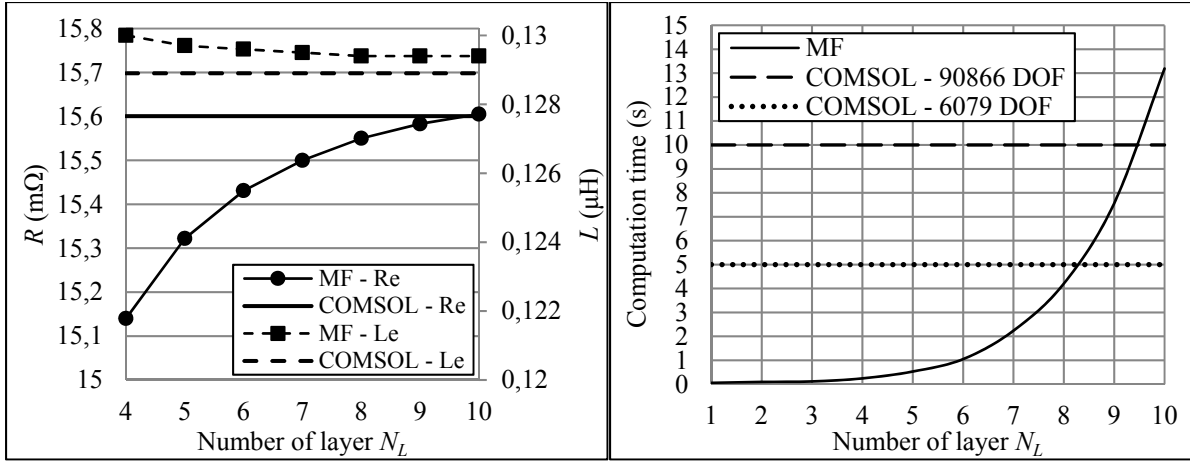 15,8
15,7
15,6
15,5
15,4
15,3
15,2
15,1
15
R (mΩ)
0,13
0,128
0,126
0,124
0,122
0,12
L (μH)
MF - Re
COMSOL - Re
MF - Le
COMSOL - Le
4 5 6 7 8 9 10
Number of layer N_L
15
14
13
12
11
10
9
8
7
6
5
4
3
2
1
0
Computation time (s)
MF
COMSOL - 90866 DOF
COMSOL - 6079 DOF
1 2 3 4 5 6 7 8 9 10
Number of layer N_L